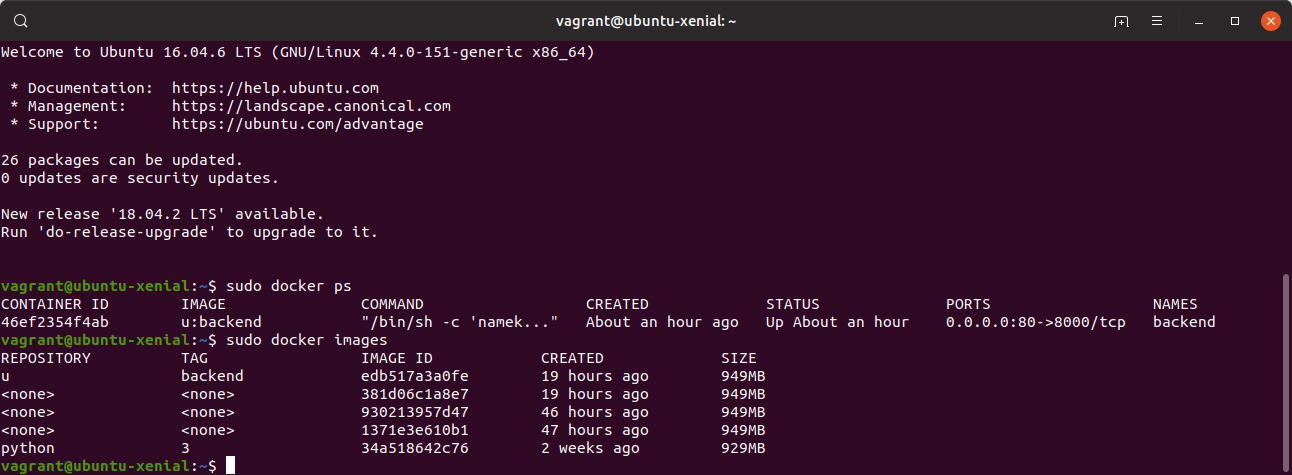 vagrant@ubuntu-xenial: ~
Welcome to Ubuntu 16.04.6 LTS (GNU/Linux 4.4.0-151-generic x86_64)
* Documentation:  https://help.ubuntu.com
* Management:     https://landscape.canonical.com
* Support:        https://ubuntu.com/advantage
26 packages can be updated.
0 updates are security updates.
New release '18.04.2 LTS' available.
Run 'do-release-upgrade' to upgrade to it.
vagrant@ubuntu-xenial:~$ sudo docker ps
CONTAINER ID        IMAGE               COMMAND                  CREATED             STATUS              PORTS                  NAMES
46ef2354f4ab        u:backend           "/bin/sh -c 'namek..."   About an hour ago   Up About an hour    0.0.0.0:80->8000/tcp   backend
vagrant@ubuntu-xenial:~$ sudo docker images
REPOSITORY          TAG                 IMAGE ID            CREATED             SIZE
u                   backend             edb517a3a0fe        19 hours ago        949MB
<none>              <none>              381d06c1a8e7        19 hours ago        949MB
<none>              <none>              930213957d47        46 hours ago        949MB
<none>              <none>              1371e3e610b1        47 hours ago        949MB
python              3                   34a518642c76        2 weeks ago         929MB
vagrant@ubuntu-xenial:~$